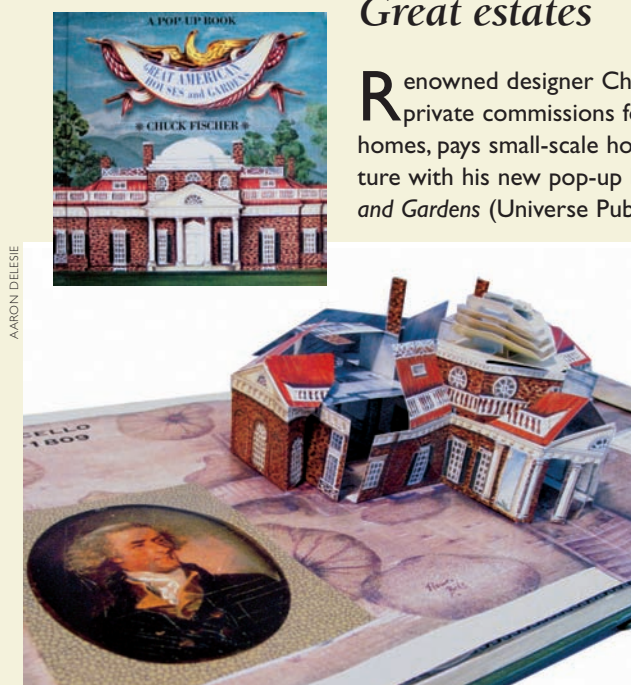 A POP-UP BOOK
GREAT AMERICAN
HOUSES and GARDENS
CHUCK FISCHER
Great estates
Renowned designer Ch
private commissions fo
homes, pays small-scale ho
ture with his new pop-up
and Gardens (Universe Pub
AARON DELESIE
CELLO
1809